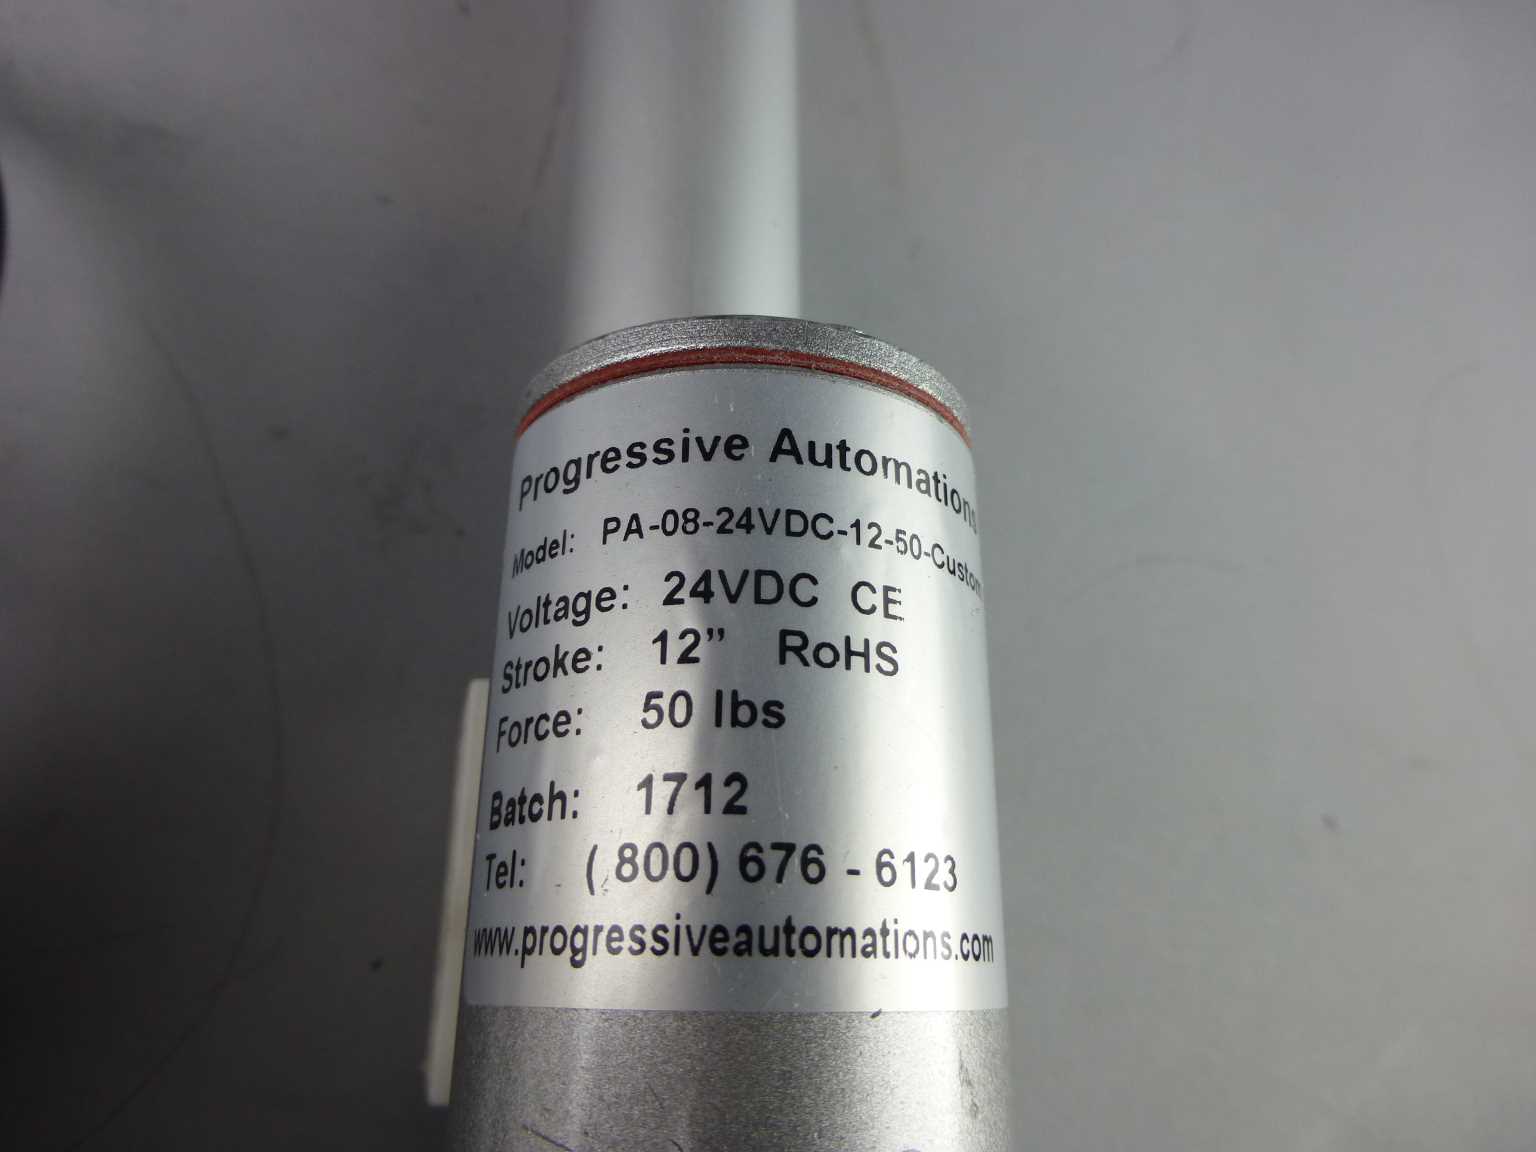 Progressive Automations
Model: PA-08-24VDC-12-50-Custom
Voltage: 24VDC CE
Stroke: 12” RoHS
Force: 50 lbs
Batch: 1712
Tel: ( 800) 676 - 6123
www.progressiveautomations.com